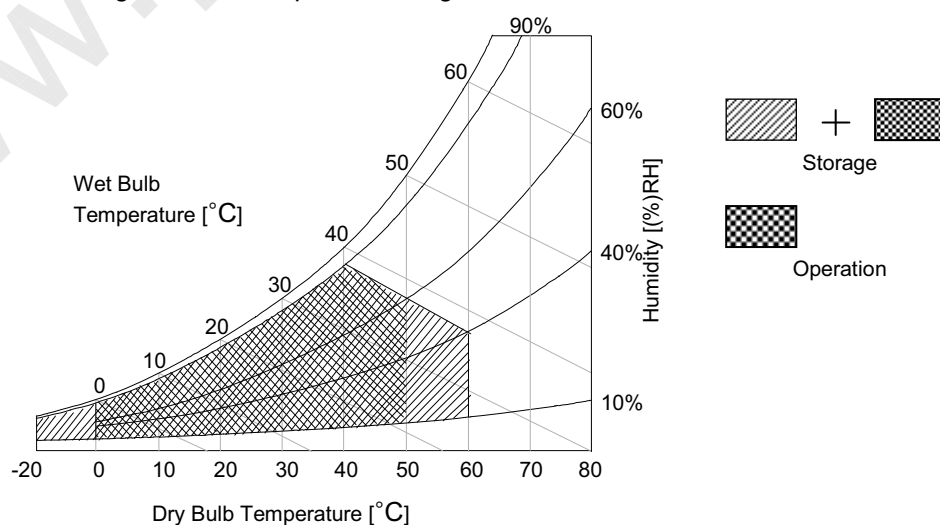 90%
60
60%
50
Wet Bulb
Temperature [°C]
Storage
Humidity [(%)RH]
40
40%
Operation
30
20
10
0
10%
-20 0 10 20 30 40 50 60 70 80
Dry Bulb Temperature [°C]